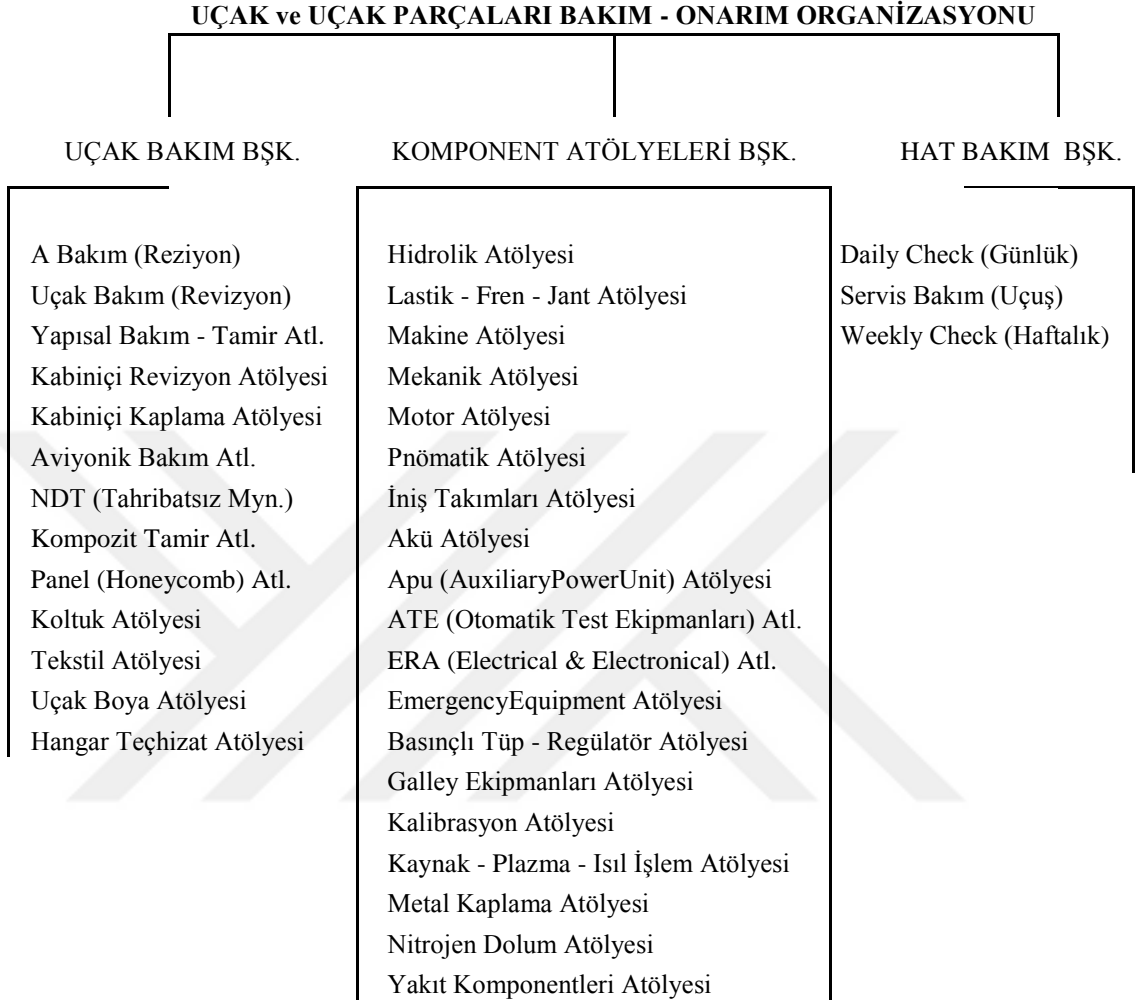 UÇAK ve UÇAK PARÇALARI BAKIM - ONARIM ORGANİZASYONU
UÇAK BAKIM BŞK.
A Bakım (Reziyon)
Uçak Bakım (Revizyon)
Yapısal Bakım - Tamir Atl.
Kabiniçi Revizyon Atölyesi
Kabiniçi Kaplama Atölyesi
Aviyonik Bakım Atl.
NDT (Tahribatsız Myn.)
Kompozit Tamir Atl.
Panel (Honeycomb) Atl.
Koltuk Atölyesi
Tekstil Atölyesi
Uçak Boya Atölyesi
Hangar Teçhizat Atölyesi
KOMPONENT ATÖLYELERİ BŞK.
Hidrolik Atölyesi
Lastik - Fren - Jant Atölyesi
Makine Atölyesi
Mekanik Atölyesi
Motor Atölyesi
Pnömatik Atölyesi
İniş Takımları Atölyesi
Akü Atölyesi
Apu (AuxiliaryPowerUnit) Atölyesi
ATE (Otomatik Test Ekipmanları) Atl.
ERA (Electrical & Electronical) Atl.
EmergencyEquipment Atölyesi
Basınçlı Tüp - Regülatör Atölyesi
Galley Ekipmanları Atölyesi
Kalibrasyon Atölyesi
Kaynak - Plazma - Isıl İşlem Atölyesi
Metal Kaplama Atölyesi
Nitrojen Dolum Atölyesi
Yakıt Komponentleri Atölyesi
HAT BAKIM BŞK.
Daily Check (Günlük)
Servis Bakım (Uçuş)
Weekly Check (Haftalık)